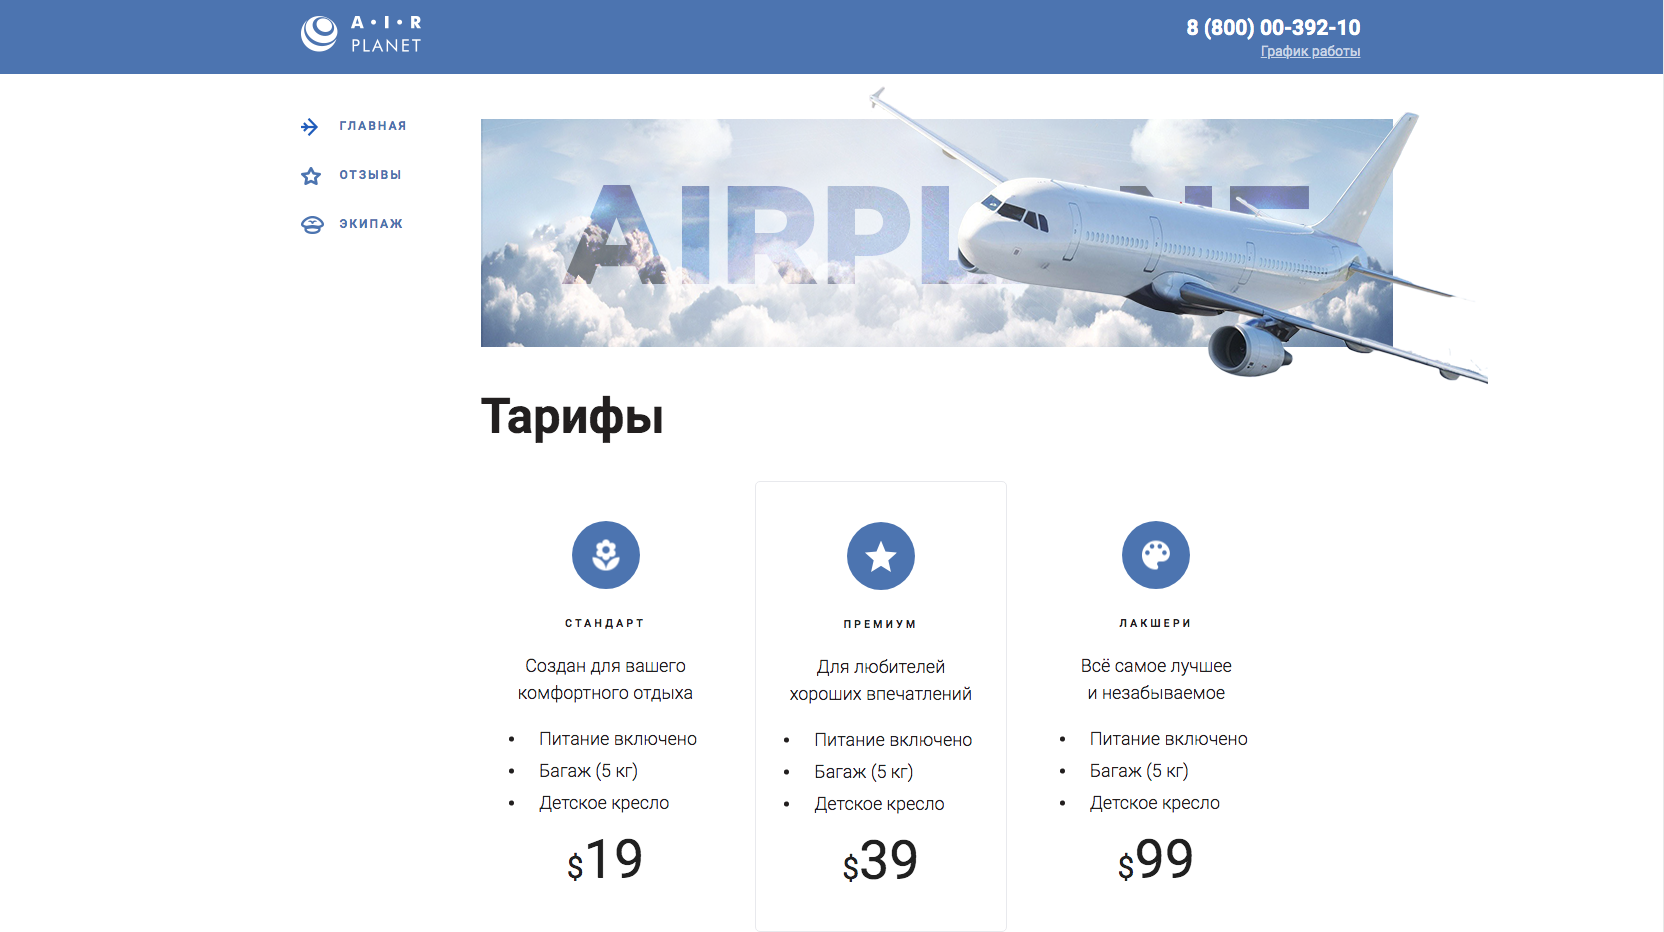 A • I • R
PLANET
8 (800) 00-392-10
График работы
ГЛАВНАЯ
ОТЗЫВЫ
ЭКИПАЖ
AIRPLANE
Тарифы
СТАНДАРТ
Создан для вашего
комфортного отдыха
• Питание включено
• Багаж (5 кг)
• Детское кресло
$19
ПРЕМИУМ
Для любителей
хороших впечатлений
• Питание включено
• Багаж (5 кг)
• Детское кресло
$39
ЛАКШЕРИ
Всё самое лучшее
и незабываемое
• Питание включено
• Багаж (5 кг)
• Детское кресло
$99